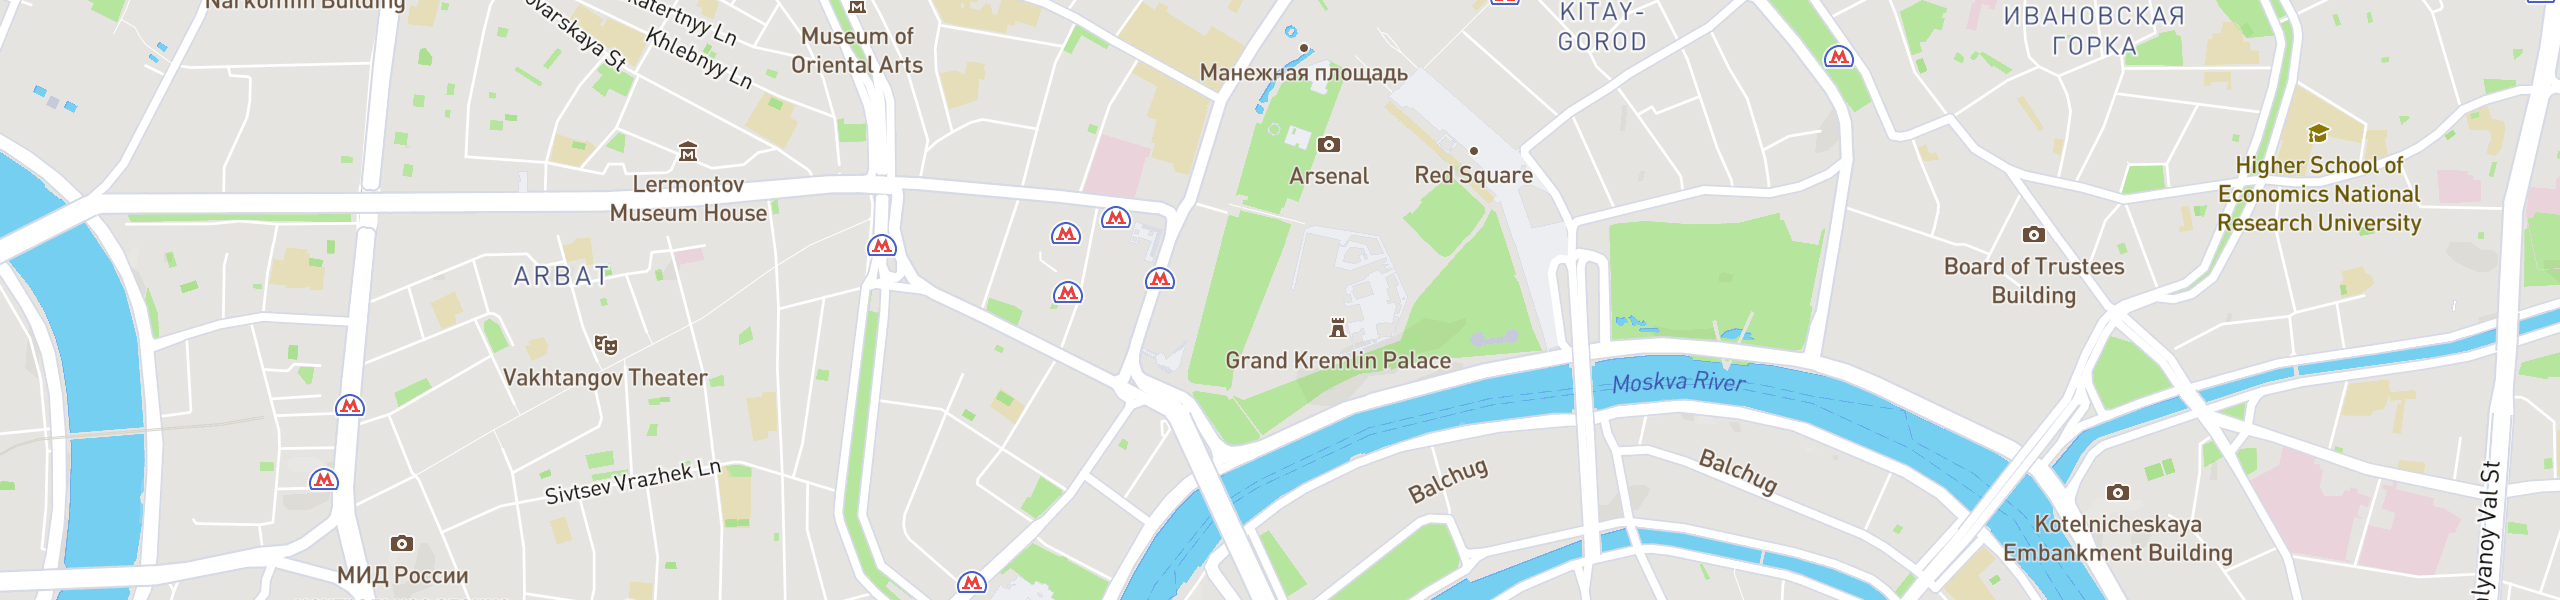 Narkomfin Building
Khlebnyy Ln
Museum of
Oriental Arts
KITAY-
GOROD
ИВАНОВСКАЯ
ГОРКА
Манежная площадь
Lermontov
Museum House
Arsenal
Red Square
Higher School of
Economics National
Research University
Board of Trustees
Building
ARBAT
Vakhtangov Theater
Grand Kremlin Palace
Moskva River
Sivtsev Vrazhek Ln
Balchug
Balchug
Kotelnicheskaya
Embankment Building
МИД России